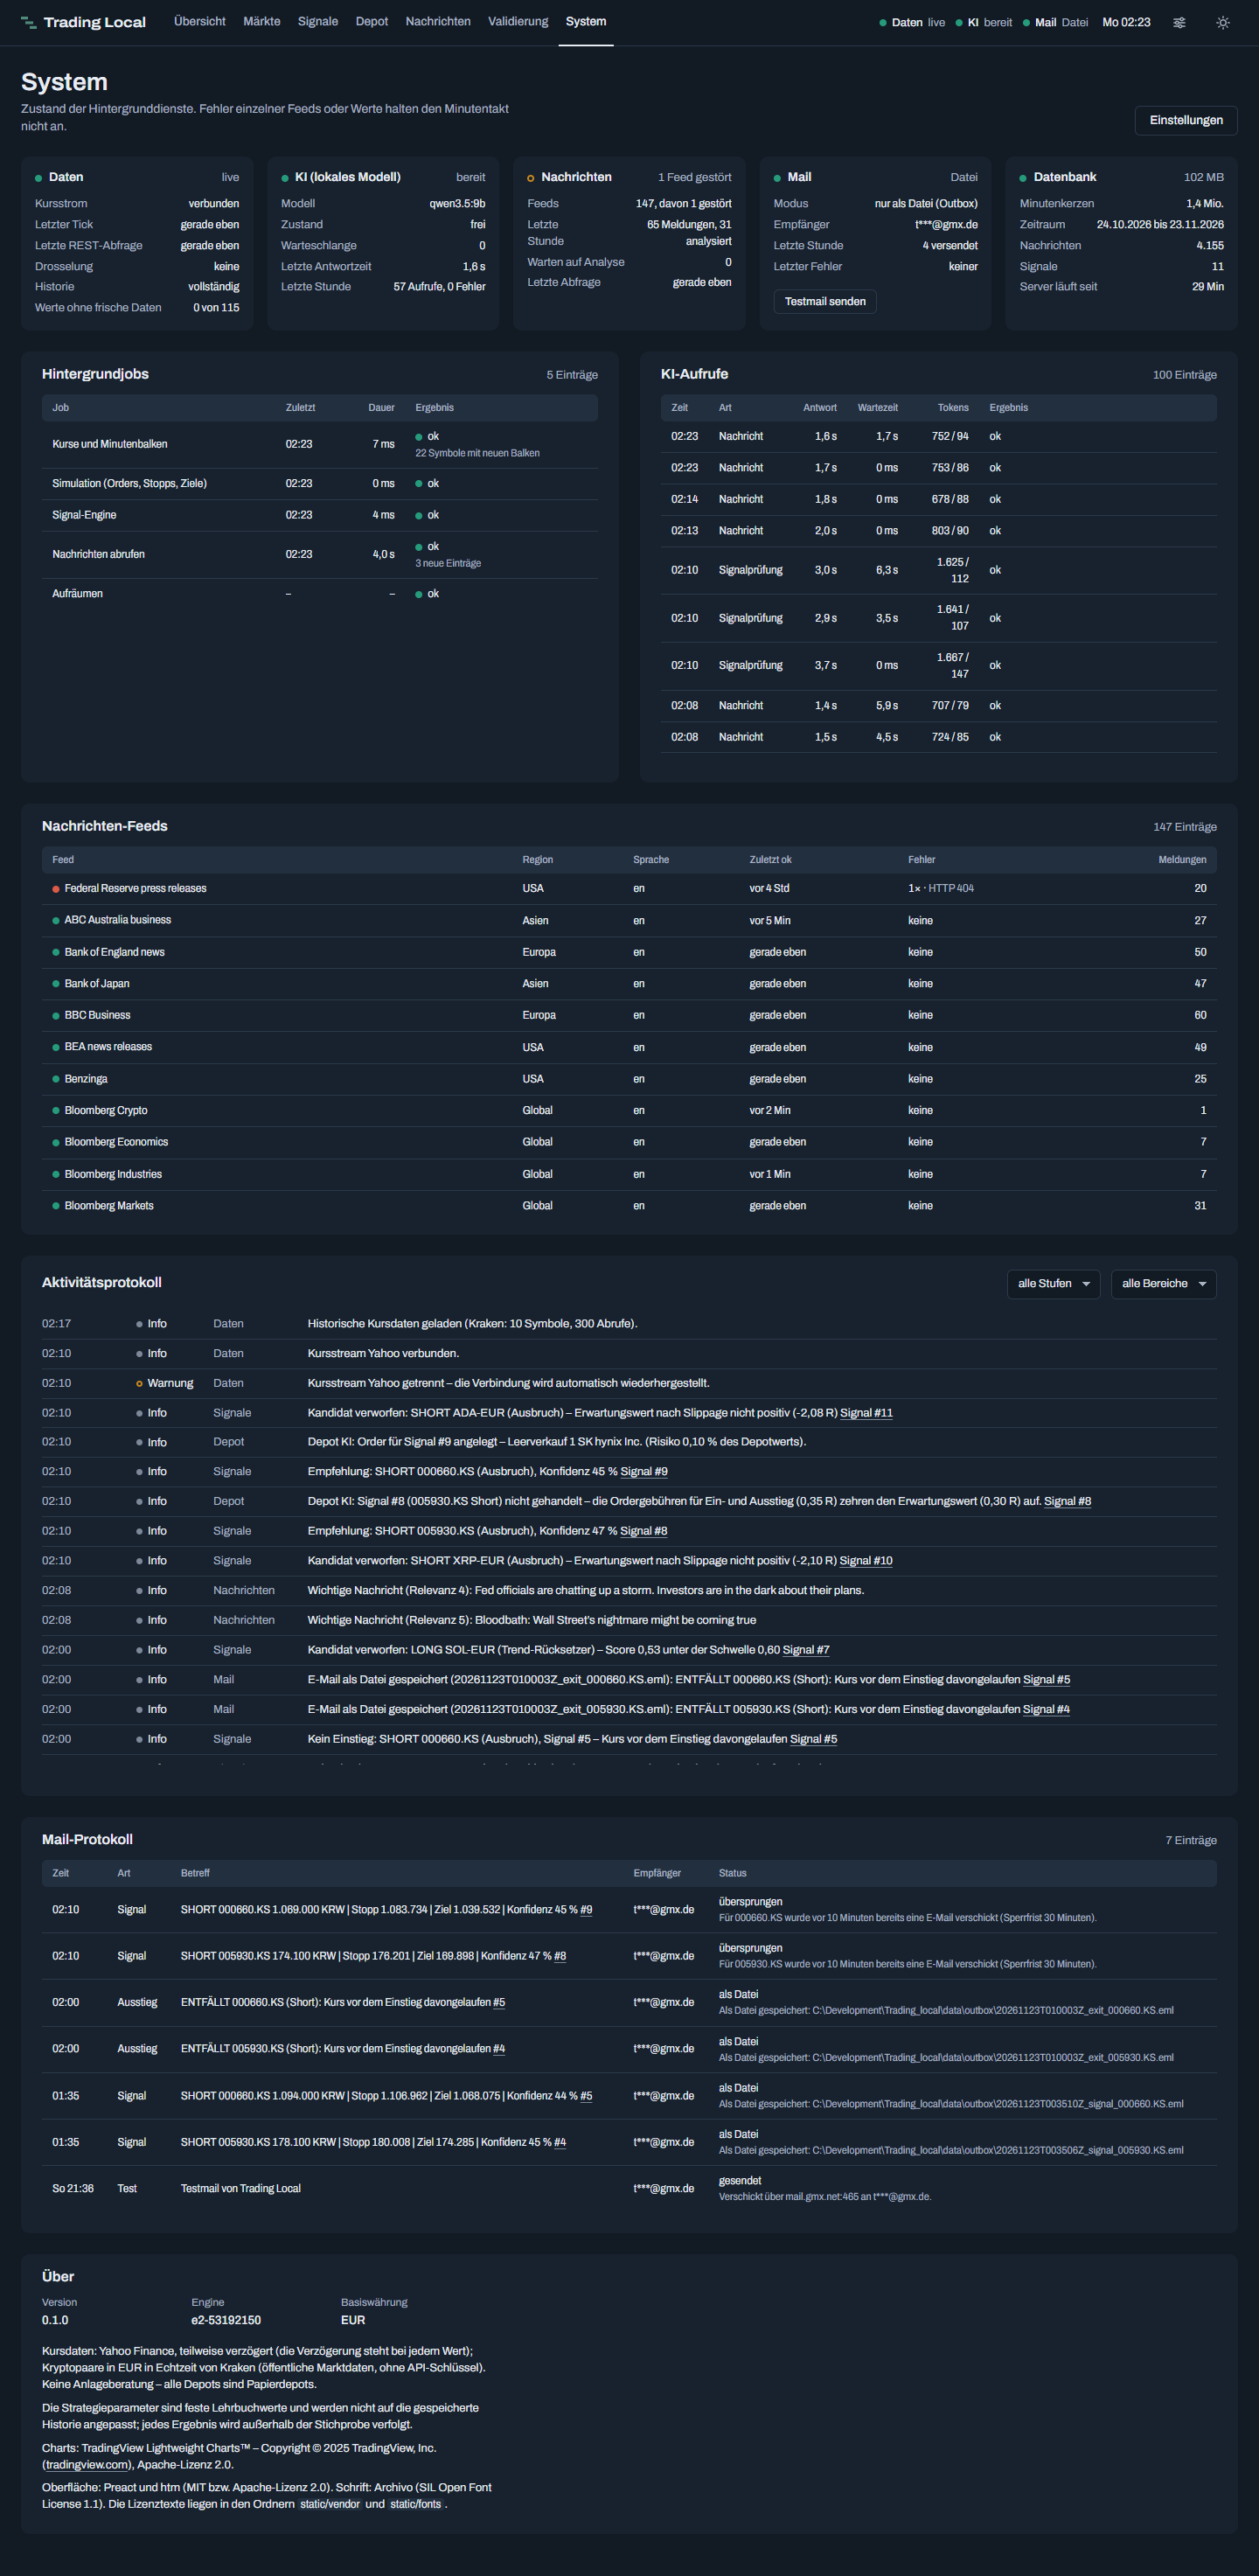 Trading Local Übersicht Märkte Signale Depot Nachrichten Validierung System Daten live KI bereit Mail Datei Mo 02:23
System
Zustand der Hintergrunddienste. Fehler einzelner Feeds oder Werte halten den Minutentakt
nicht an.
Einstellungen
Daten live
Kursstrom verbunden
Letzter Tick gerade eben
Letzte REST-Abfrage gerade eben
Drosselung keine
Historie vollständig
Werte ohne frische Daten 0 von 115
KI (lokales Modell) bereit
Modell qwen3.5:9b
Zustand frei
Warteschlange 0
Letzte Antwortzeit 1,6 s
Letzte Stunde 57 Aufrufe, 0 Fehler
Nachrichten 1 Feed gestört
Feeds 147, davon 1 gestört
Letzte Stunde 65 Meldungen, 31 analysiert
Warten auf Analyse 0
Letzte Abfrage gerade eben
Mail Datei
Modus nur als Datei (Outbox)
Empfänger t***@gmx.de
Letzte Stunde 4 versendet
Letzter Fehler keiner
Testmail senden
Datenbank 102 MB
Minutenkerzen 1,4 Mio.
Zeitraum 24.10.2026 bis 23.11.2026
Nachrichten 4.155
Signale 11
Server läuft seit 29 Min
Hintergrundjobs 5 Einträge
Job Zuletzt Dauer Ergebnis
Kurse und Minutenbalken 02:23 7 ms ok
22 Symbole mit neuen Balken
Simulation (Orders, Stopps, Ziele) 02:23 0 ms ok
Signal-Engine 02:23 4 ms ok
Nachrichten abrufen 02:23 4,0 s ok
3 neue Einträge
Aufräumen – – ok
KI-Aufrufe 100 Einträge
Zeit Art Antwort Wartezeit Tokens Ergebnis
02:23 Nachricht 1,6 s 1,7 s 752 / 94 ok
02:23 Nachricht 1,7 s 0 ms 753 / 86 ok
02:14 Nachricht 1,8 s 0 ms 678 / 88 ok
02:13 Nachricht 2,0 s 0 ms 803 / 90 ok
02:10 Signalprüfung 3,0 s 6,3 s 1.625 / 112 ok
02:10 Signalprüfung 2,9 s 3,5 s 1.641 / 107 ok
02:10 Signalprüfung 3,7 s 0 ms 1.667 / 147 ok
02:08 Nachricht 1,4 s 5,9 s 707 / 79 ok
02:08 Nachricht 1,5 s 4,5 s 724 / 85 ok
Nachrichten-Feeds 147 Einträge
Feed Region Sprache Zuletzt ok Fehler Meldungen
Federal Reserve press releases USA en vor 4 Std 1× · HTTP 404 20
ABC Australia business Asien en vor 5 Min keine 27
Bank of England news Europa en gerade eben keine 50
Bank of Japan Asien en gerade eben keine 47
BBC Business Europa en gerade eben keine 60
BEA news releases USA en gerade eben keine 49
Benzinga USA en gerade eben keine 25
Bloomberg Crypto Global en vor 2 Min keine 1
Bloomberg Economics Global en gerade eben keine 7
Bloomberg Industries Global en vor 1 Min keine 7
Bloomberg Markets Global en gerade eben keine 31
Aktivitätsprotokoll alle Stufen alle Bereiche
02:17 Info Daten Historische Kursdaten geladen (Kraken: 10 Symbole, 300 Abrufe).
02:10 Info Daten Kursstream Yahoo verbunden.
02:10 Warnung Daten Kursstream Yahoo getrennt – die Verbindung wird automatisch wiederhergestellt.
02:10 Info Signale Kandidat verworfen: SHORT ADA-EUR (Ausbruch) – Erwartungswert nach Slippage nicht positiv (-2,08 R) Signal #11
02:10 Info Depot Depot KI: Order für Signal #9 angelegt – Leerverkauf 1 SK hynix Inc. (Risiko 0,10 % des Depotwerts).
02:10 Info Signale Empfehlung: SHORT 000660.KS (Ausbruch), Konfidenz 45 % Signal #9
02:10 Info Depot Depot KI: Signal #8 (005930.KS Short) nicht gehandelt – die Ordergebühren für Ein- und Ausstieg (0,35 R) zehren den Erwartungswert (0,30 R) auf. Signal #8
02:10 Info Signale Empfehlung: SHORT 005930.KS (Ausbruch), Konfidenz 47 % Signal #8
02:10 Info Signale Kandidat verworfen: SHORT XRP-EUR (Ausbruch) – Erwartungswert nach Slippage nicht positiv (-2,10 R) Signal #10
02:08 Info Nachrichten Wichtige Nachricht (Relevanz 4): Fed officials are chatting up a storm. Investors are in the dark about their plans.
02:08 Info Nachrichten Wichtige Nachricht (Relevanz 5): Bloodbath: Wall Street's nightmare might be coming true
02:00 Info Signale Kandidat verworfen: LONG SOL-EUR (Trend-Rücksetzer) – Score 0,53 unter der Schwelle 0,60 Signal #7
02:00 Info Mail E-Mail als Datei gespeichert (20261123T010003Z_exit_000660.KS.eml): ENTFÄLLT 000660.KS (Short): Kurs vor dem Einstieg davongelaufen Signal #5
02:00 Info Mail E-Mail als Datei gespeichert (20261123T010003Z_exit_005930.KS.eml): ENTFÄLLT 005930.KS (Short): Kurs vor dem Einstieg davongelaufen Signal #4
02:00 Info Signale Kein Einstieg: SHORT 000660.KS (Ausbruch), Signal #5 – Kurs vor dem Einstieg davongelaufen Signal #5
Mail-Protokoll 7 Einträge
Zeit Art Betreff Empfänger Status
02:10 Signal SHORT 000660.KS 1.069.000 KRW | Stopp 1.083.734 | Ziel 1.039.532 | Konfidenz 45 % #9 t***@gmx.de übersprungen
Für 000660.KS wurde vor 10 Minuten bereits eine E-Mail verschickt (Sperrfrist 30 Minuten).
02:10 Signal SHORT 005930.KS 174.100 KRW | Stopp 176.201 | Ziel 169.898 | Konfidenz 47 % #8 t***@gmx.de übersprungen
Für 005930.KS wurde vor 10 Minuten bereits eine E-Mail verschickt (Sperrfrist 30 Minuten).
02:00 Ausstieg ENTFÄLLT 000660.KS (Short): Kurs vor dem Einstieg davongelaufen #5 t***@gmx.de als Datei
Als Datei gespeichert: C:\Development\Trading_local\data\outbox\20261123T010003Z_exit_000660.KS.eml
02:00 Ausstieg ENTFÄLLT 005930.KS (Short): Kurs vor dem Einstieg davongelaufen #4 t***@gmx.de als Datei
Als Datei gespeichert: C:\Development\Trading_local\data\outbox\20261123T010003Z_exit_005930.KS.eml
01:35 Signal SHORT 000660.KS 1.094.000 KRW | Stopp 1.106.962 | Ziel 1.068.075 | Konfidenz 44 % #5 t***@gmx.de als Datei
Als Datei gespeichert: C:\Development\Trading_local\data\outbox\20261123T003510Z_signal_000660.KS.eml
01:35 Signal SHORT 005930.KS 178.100 KRW | Stopp 180.008 | Ziel 174.285 | Konfidenz 45 % #4 t***@gmx.de als Datei
Als Datei gespeichert: C:\Development\Trading_local\data\outbox\20261123T003506Z_signal_005930.KS.eml
So 21:36 Test Testmail von Trading Local t***@gmx.de gesendet
Verschickt über mail.gmx.net:465 an t***@gmx.de.
Über
Version Engine Basiswährung
0.1.0 e2-53192150 EUR
Kursdaten: Yahoo Finance, teilweise verzögert (die Verzögerung steht bei jedem Wert);
Kryptopaare in EUR in Echtzeit von Kraken (öffentliche Marktdaten, ohne API-Schlüssel).
Keine Anlageberatung – alle Depots sind Papierdepots.
Die Strategieparameter sind feste Lehrbuchwerte und werden nicht auf die gespeicherte
Historie angepasst; jedes Ergebnis wird außerhalb der Stichprobe verfolgt.
Charts: TradingView Lightweight Charts™ – Copyright © 2025 TradingView, Inc.
(tradingview.com), Apache-Lizenz 2.0.
Oberfläche: Preact und htm (MIT bzw. Apache-Lizenz 2.0). Schrift: Archivo (SIL Open Font
License 1.1). Die Lizenztexte liegen in den Ordnern static/vendor und static/fonts.